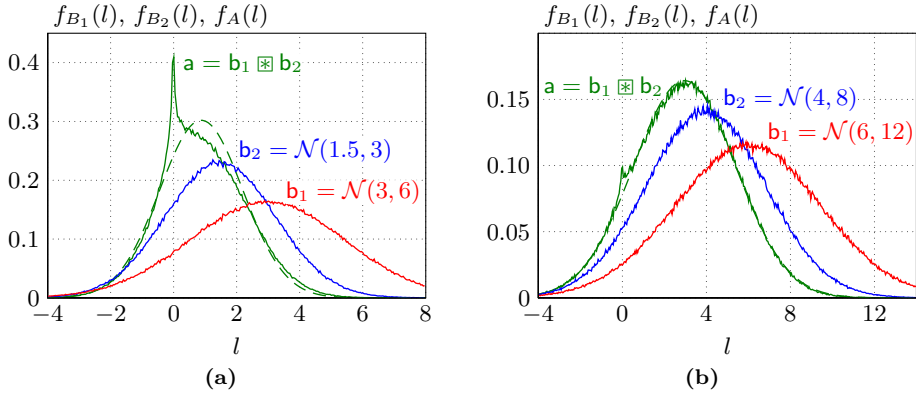 f_{B_1}(l), f_{B_2}(l), f_A(l)
0.4
0.3
0.2
0.1
0
a = b_1 ⊞ b_2
b_2 = 𝒩(1.5, 3)
b_1 = 𝒩(3, 6)
−4 −2 0 2 4 6 8
l
(a)
f_{B_1}(l), f_{B_2}(l), f_A(l)
0.15
0.10
0.05
0
a = b_1 ⊞ b_2
b_2 = 𝒩(4, 8)
b_1 = 𝒩(6, 12)
−4 0 4 8 12
l
(b)